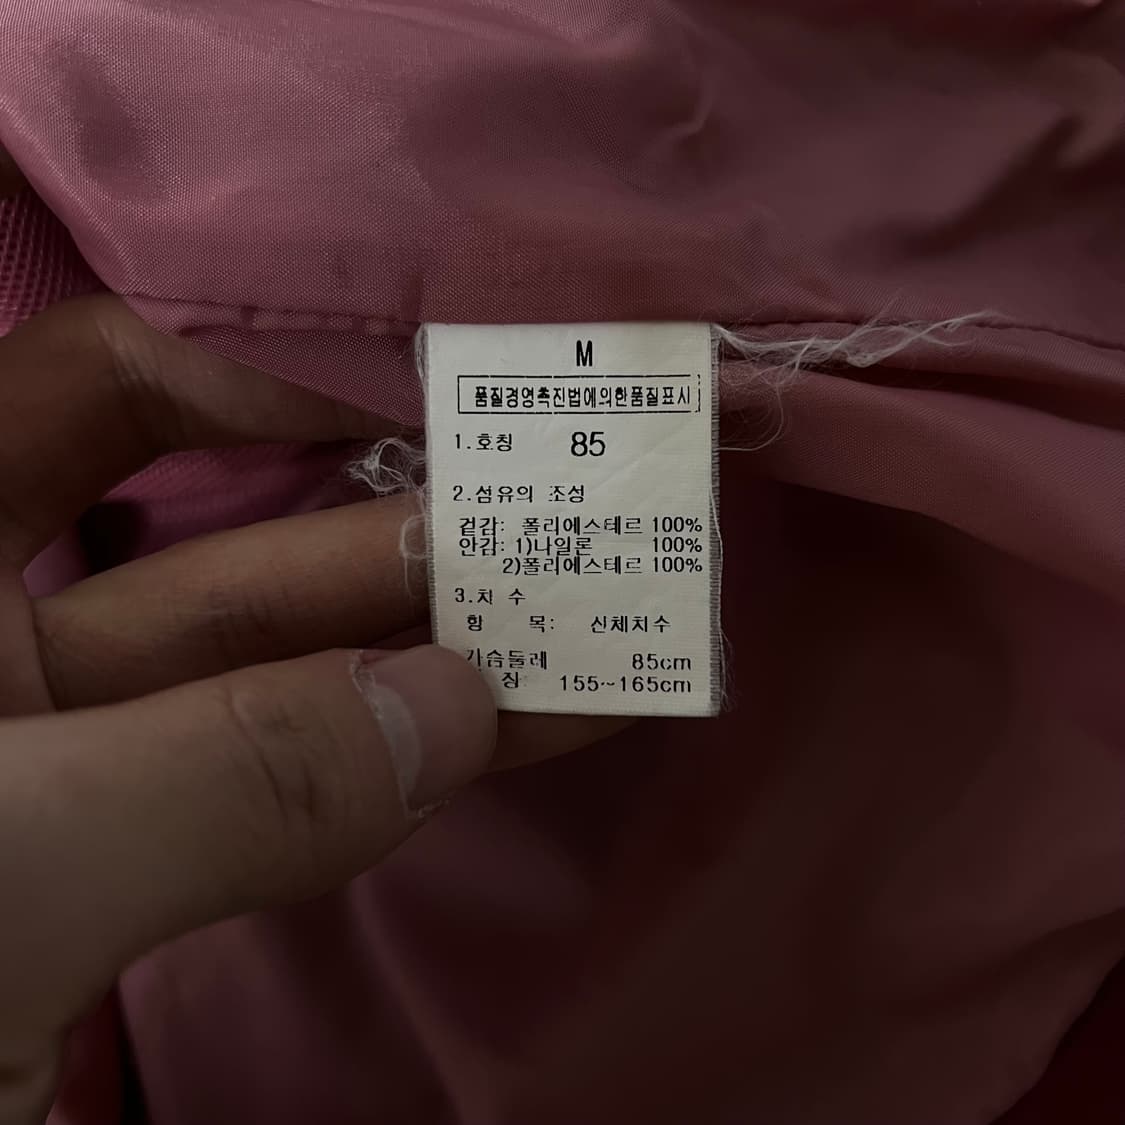 M
품질경영촉진법에의한품질표시
1.호칭 85
2.섬유의 조성
겉감: 폴리에스테르 100%
안감: 1)나일론 100%
2)폴리에스테르 100%
3.치 수
항 목: 신체치수
가슴둘레 85cm
장: 155~165cm